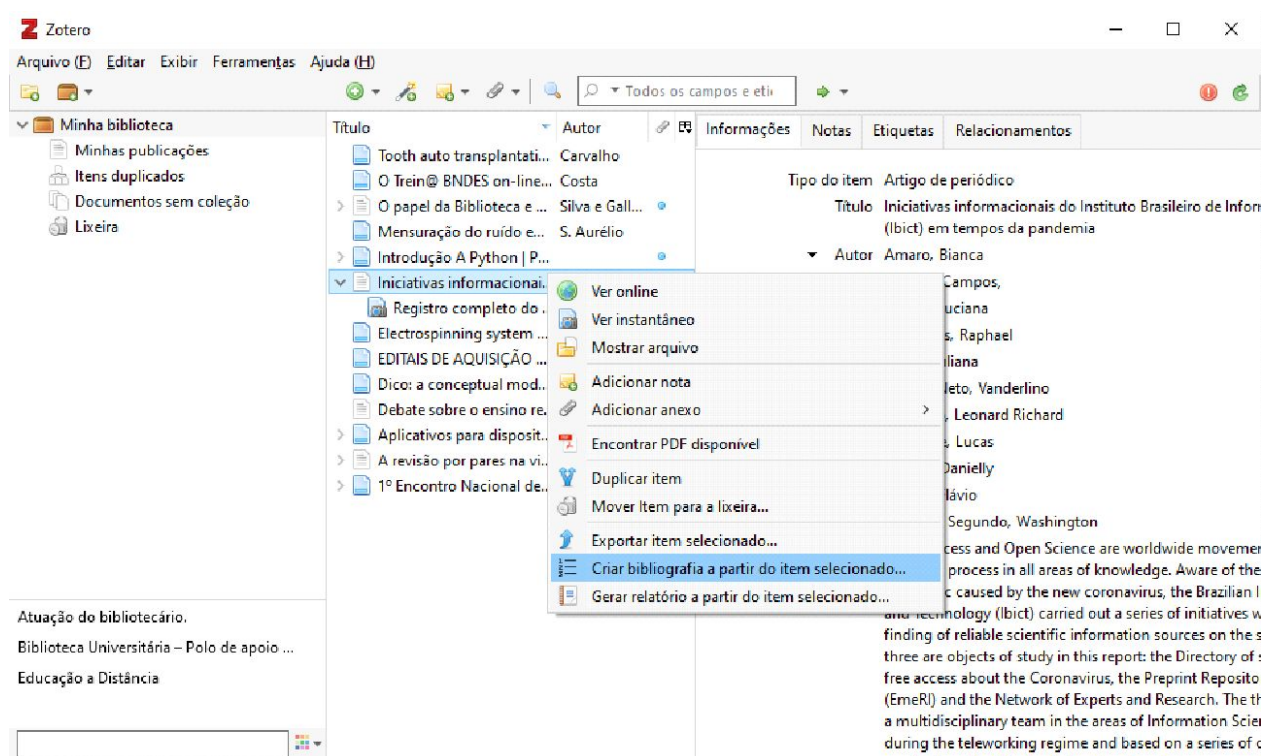 Zotero
Arquivo (F) Editar Exibir Ferramentas Ajuda (H)
Todos os campos e etiq
Minha biblioteca
Minhas publicações
Itens duplicados
Documentos sem coleção
Lixeira
Atuação do bibliotecário.
Biblioteca Universitária – Polo de apoio ...
Educação a Distância
Título Autor
Tooth auto transplantati... Carvalho
O Trein@ BNDES on-line... Costa
O papel da Biblioteca e ... Silva e Gall...
Mensuração do ruído e... S. Aurélio
Introdução A Python | P...
Iniciativas informacionai.
Registro completo do .
Electrospinning system ...
EDITAIS DE AQUISIÇÃO ...
Dico: a conceptual mod..
Debate sobre o ensino re.
Aplicativos para disposit..
A revisão por pares na vi..
1º Encontro Nacional de..
Ver online
Ver instantâneo
Mostrar arquivo
Adicionar nota
Adicionar anexo
Encontrar PDF disponível
Duplicar item
Mover Item para a lixeira...
Exportar item selecionado...
Criar bibliografia a partir do item selecionado...
Gerar relatório a partir do item selecionado...
Informações Notas Etiquetas Relacionamentos
Tipo do item Artigo de periódico
Título Iniciativas informacionais do Instituto Brasileiro de Inforr
(Ibict) em tempos da pandemia
Autor Amaro, Bianca
Campos,
uciana
s, Raphael
liana
Neto, Vanderlino
, Leonard Richard
, Lucas
Danielly
lávio
Segundo, Washington
cess and Open Science are worldwide movemer
process in all areas of knowledge. Aware of the
c caused by the new coronavirus, the Brazilian I
and Technology (Ibict) carried out a series of initiatives w
finding of reliable scientific information sources on the s
three are objects of study in this report: the Directory of s
free access about the Coronavirus, the Preprint Reposito
(EmeRI) and the Network of Experts and Research. The th
a multidisciplinary team in the areas of Information Scier
during the teleworking regime and based on a series of c